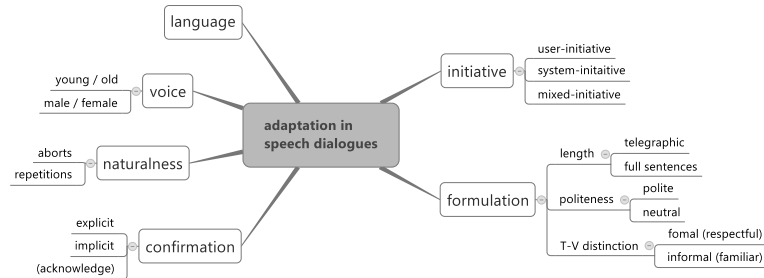 language
adaptation in
speech dialogues
voice
young / old
male / female
naturalness
aborts
repetitions
confirmation
explicit
implicit
(acknowledge)
initiative
user-initiative
system-initaitive
mixed-initiative
formulation
length
telegraphic
full sentences
politeness
polite
neutral
T-V distinction
fomal (respectful)
informal (familiar)